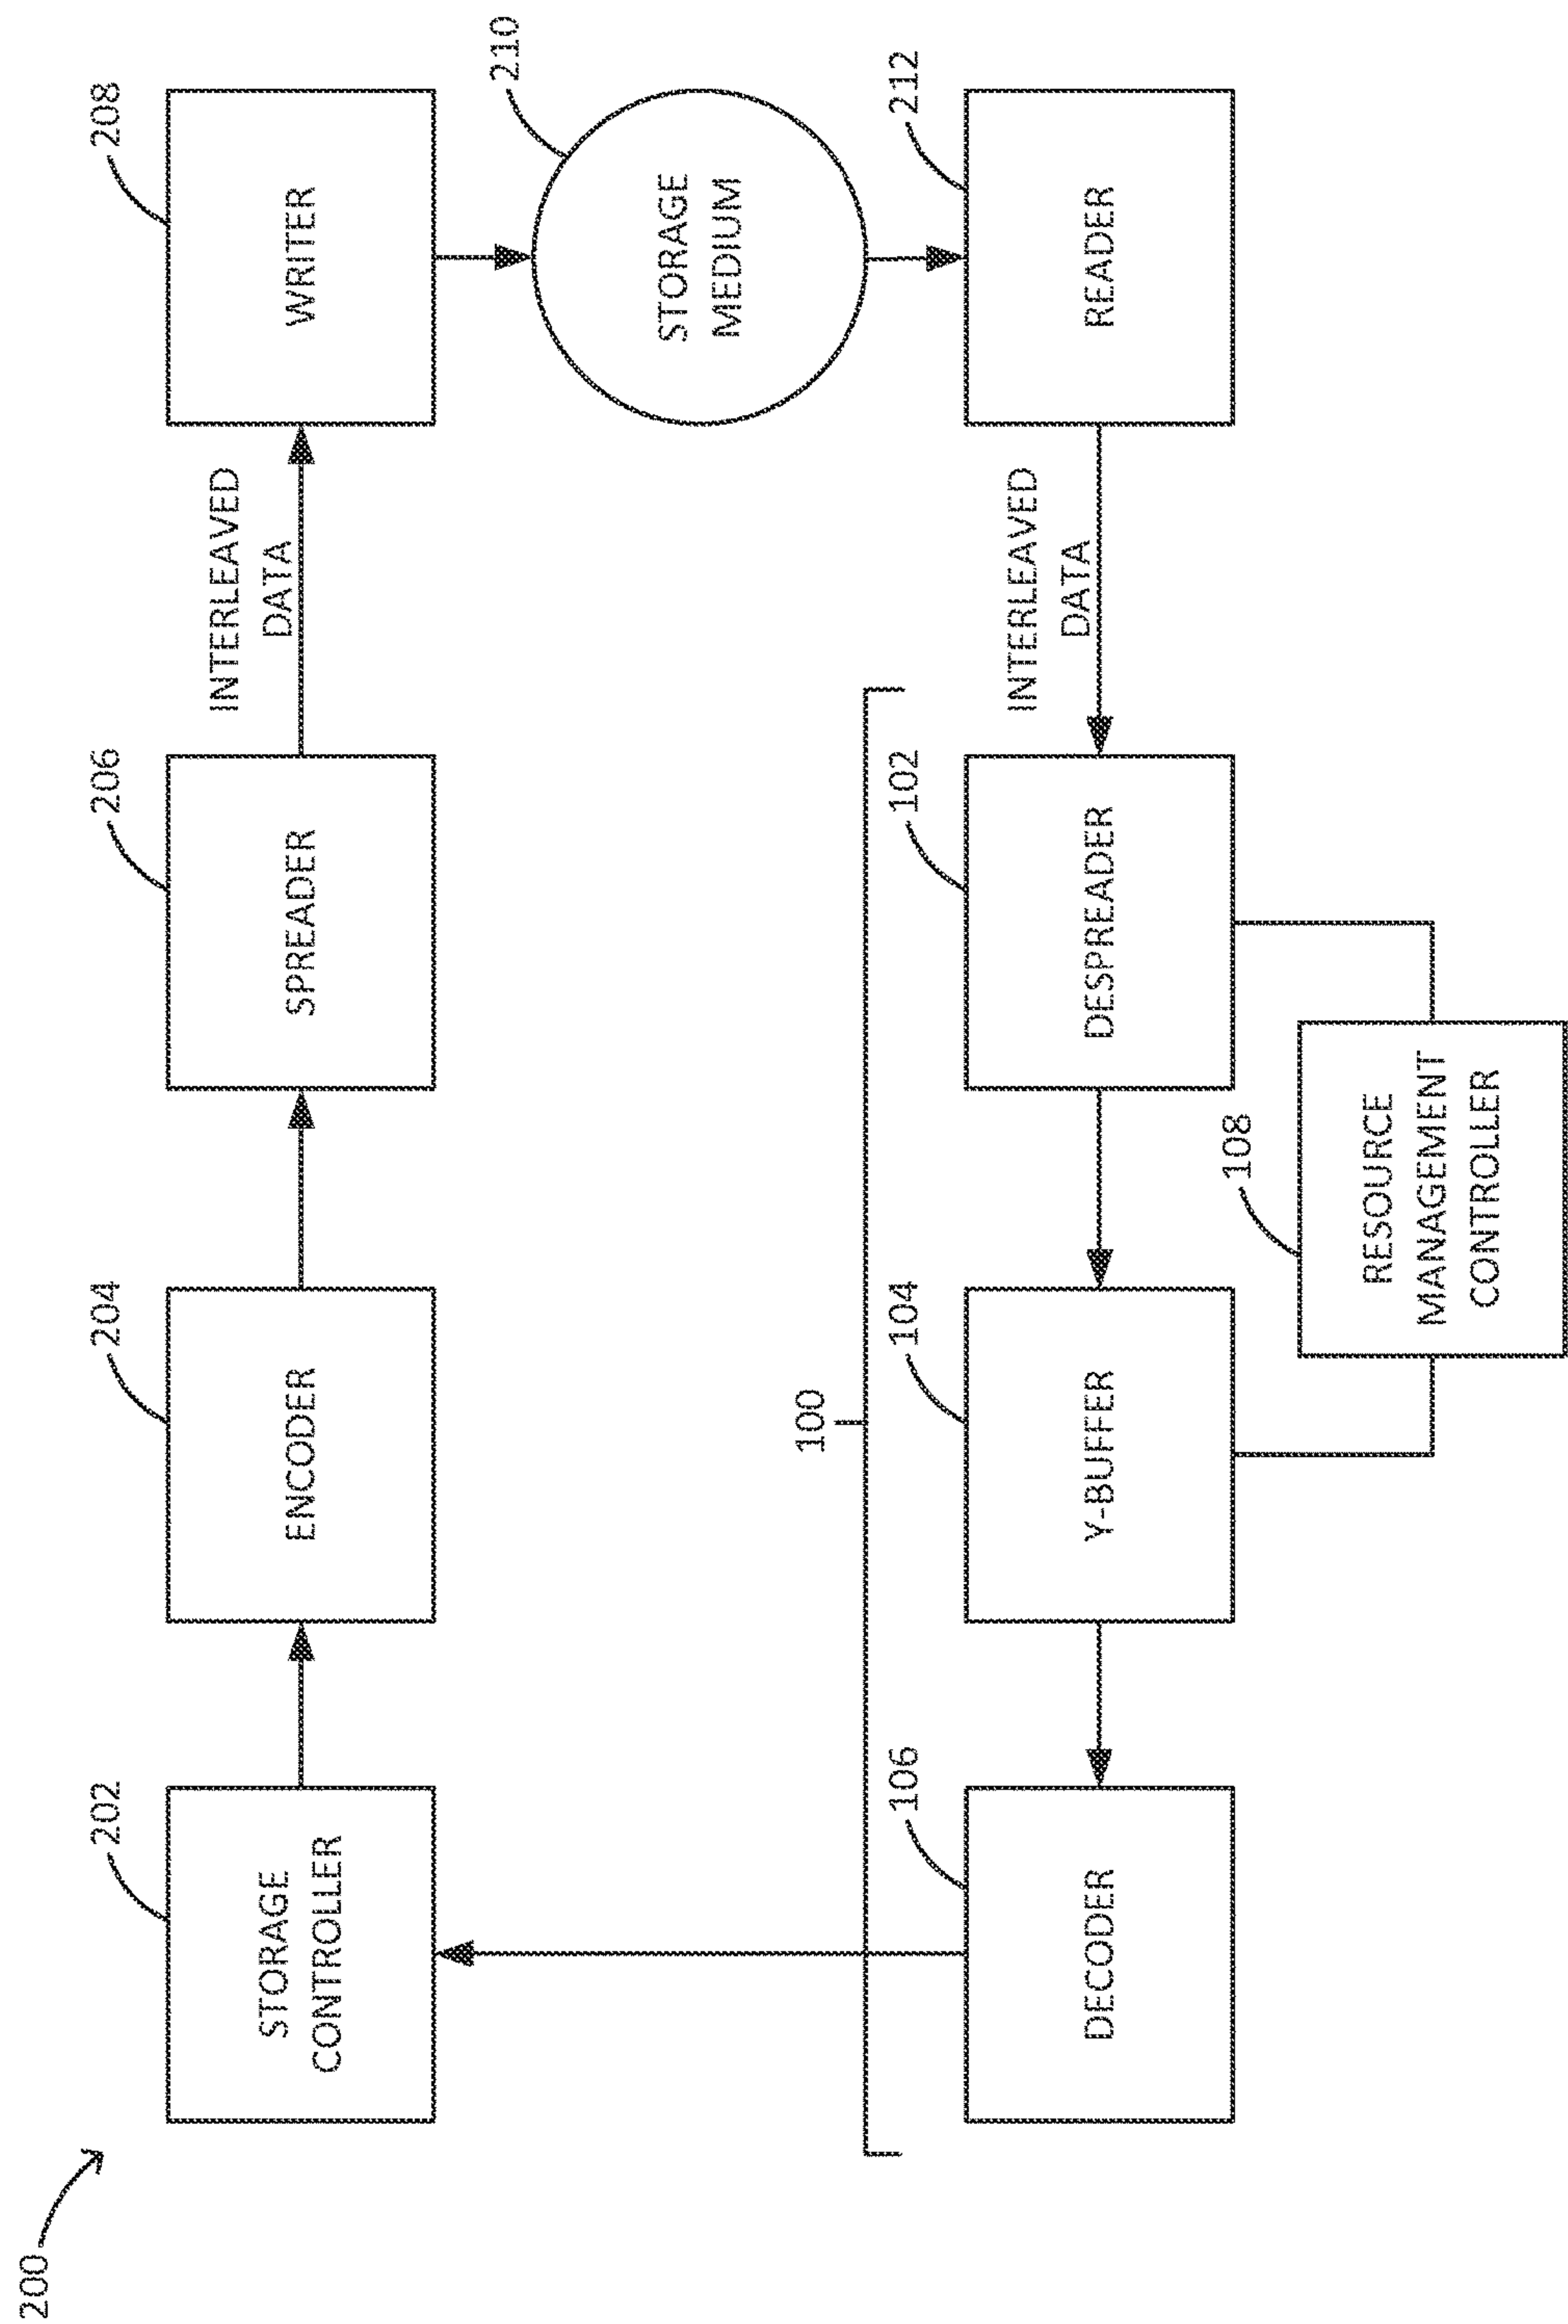 200
202
STORAGE
CONTROLLER
204
ENCODER
206
SPREADER
INTERLEAVED
DATA
208
WRITER
210
STORAGE
MEDIUM
100
106
DECODER
104
Y-BUFFER
102
DESPREADER
INTERLEAVED
DATA
212
READER
108
RESOURCE
MANAGEMENT
CONTROLLER